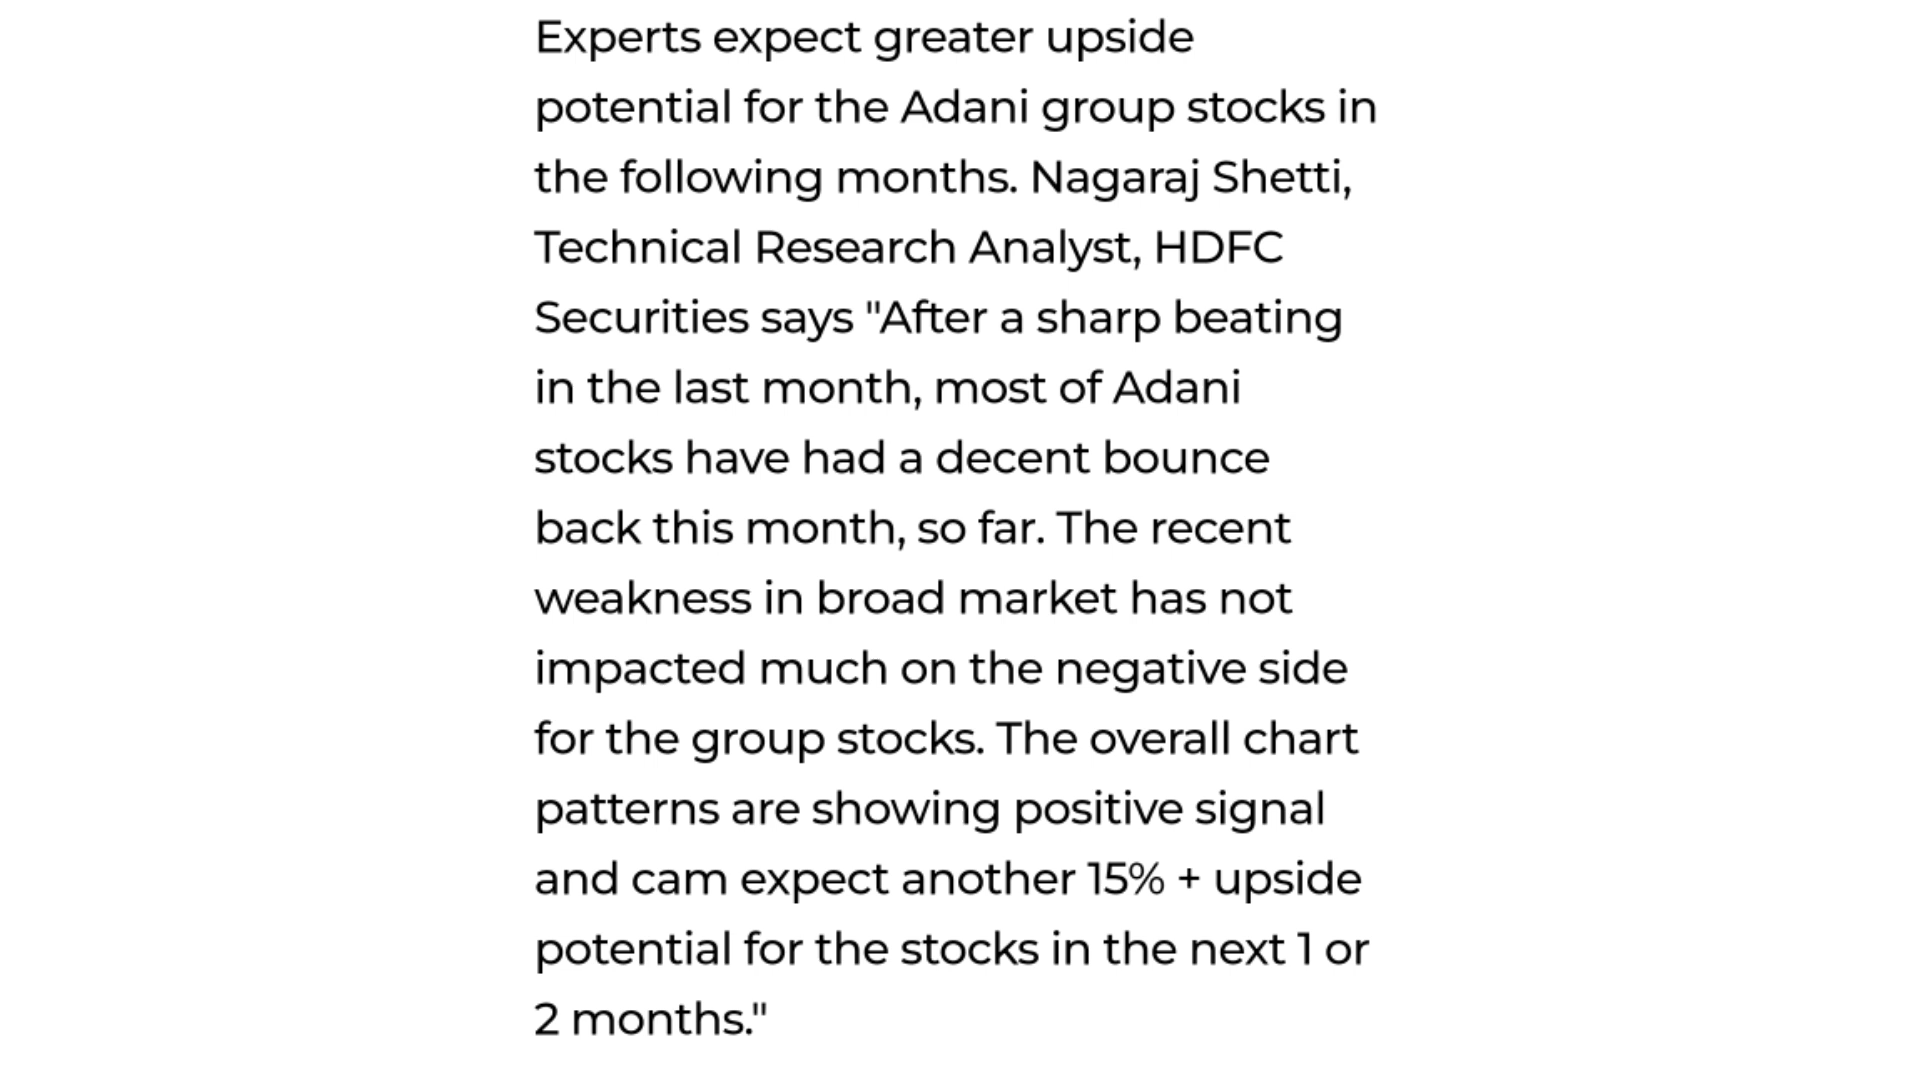 Experts expect greater upside
potential for the Adani group stocks in
the following months. Nagaraj Shetti,
Technical Research Analyst, HDFC
Securities says "After a sharp beating
in the last month, most of Adani
stocks have had a decent bounce
back this month, so far. The recent
weakness in broad market has not
impacted much on the negative side
for the group stocks. The overall chart
patterns are showing positive signal
and cam expect another 15% + upside
potential for the stocks in the next 1 or
2 months."